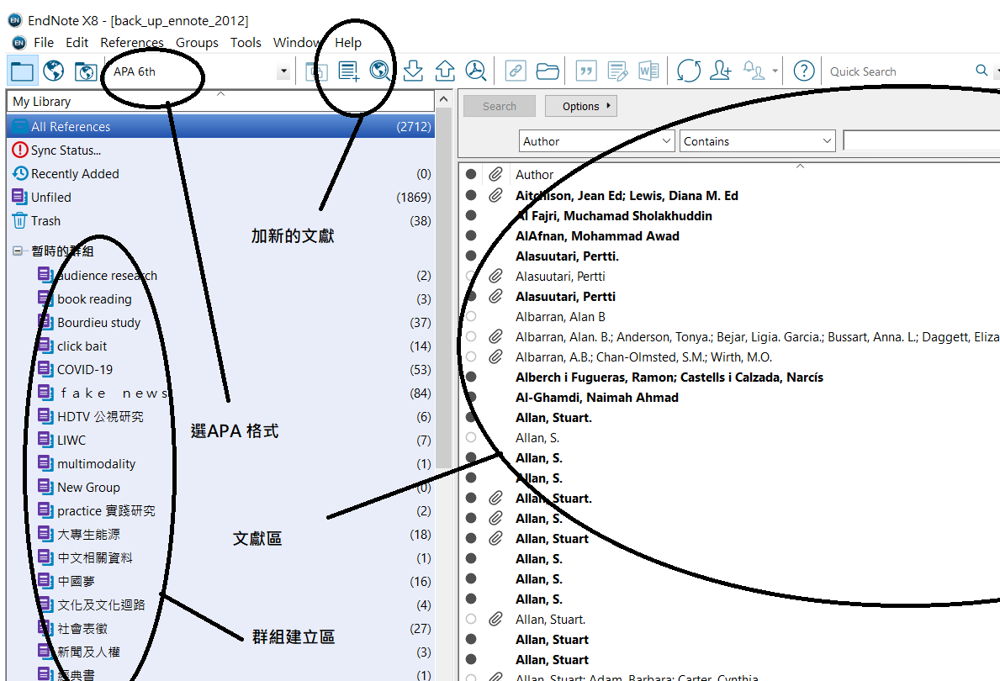 EndNote X8 - [back_up_ennote_2012]
File Edit References Groups Tools Window Help
APA 6th
Quick Search
My Library
All References (2712)
Sync Status...
Recently Added (0)
Unfiled (1869)
Trash (38)
暫時的群組
audience research (2)
book reading (3)
Bourdieu study (37)
click bait (14)
COVID-19 (53)
ｆａｋｅ　ｎｅｗｓ (84)
HDTV 公視研究 (6)
LIWC (7)
multimodality (1)
New Group (0)
practice 實踐研究 (2)
大專生能源 (18)
中文相關資料 (1)
中國夢 (16)
文化及文化迴路 (4)
社會表徵 (27)
新聞及人權 (3)
經典書 (1)
加新的文獻
選APA 格式
文獻區
群組建立區
Search Options
Author Contains
Author
Aitchison, Jean Ed; Lewis, Diana M. Ed
Al Fajri, Muchamad Sholakhuddin
AlAfnan, Mohammad Awad
Alasuutari, Pertti.
Alasuutari, Pertti
Alasuutari, Pertti
Albarran, Alan B
Albarran, Alan. B.; Anderson, Tonya.; Bejar, Ligia. Garcia.; Bussart, Anna. L.; Daggett, Eliza
Albarran, A.B.; Chan-Olmsted, S.M.; Wirth, M.O.
Alberch i Fugueras, Ramon; Castells i Calzada, Narcís
Al-Ghamdi, Naimah Ahmad
Allan, Stuart.
Allan, S.
Allan, S.
Allan, S.
Allan, Stuart.
Allan, S.
Allan, Stuart
Allan, S.
Allan, S.
Allan, S.
Allan, Stuart.
Allan, Stuart
Allan, Stuart
Allan, Stuart; Adam, Barbara; Carter, Cynthia